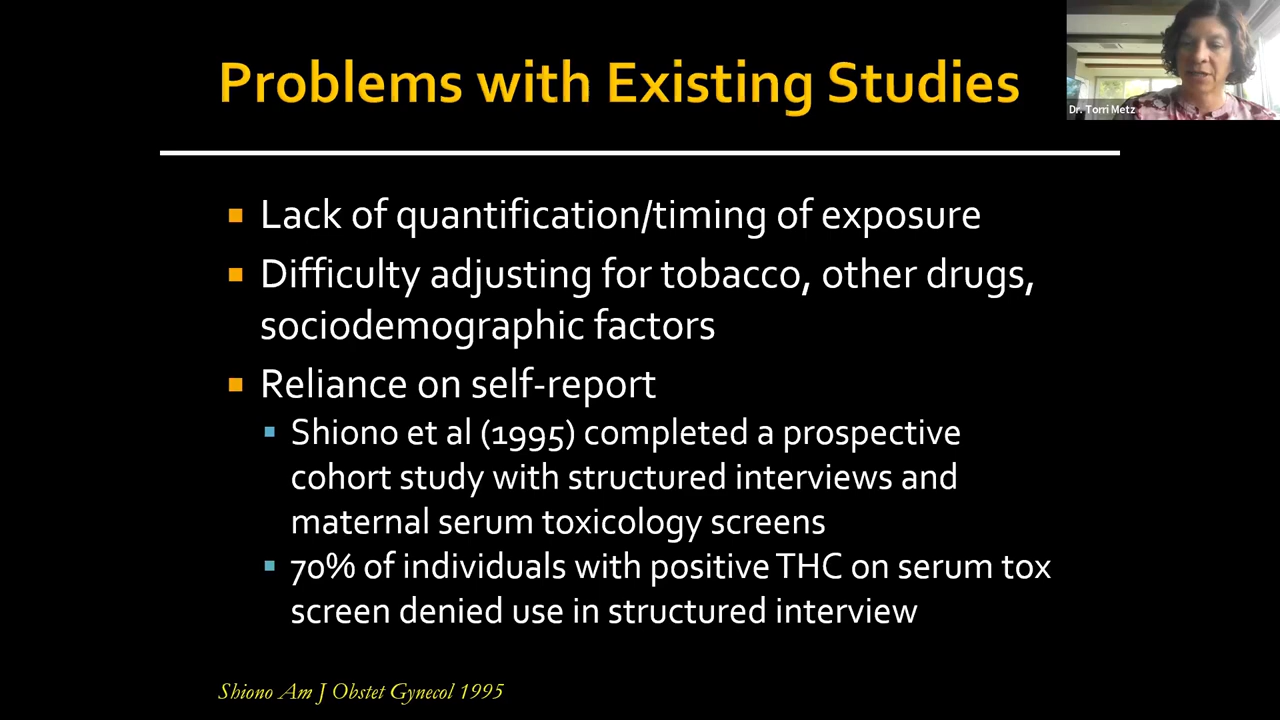 Problems with Existing Studies
Dr. Torri Metz
Lack of quantification/timing of exposure
Difficulty adjusting for tobacco, other drugs,
sociodemographic factors
Reliance on self-report
Shiono et al (1995) completed a prospective
cohort study with structured interviews and
maternal serum toxicology screens
70% of individuals with positive THC on serum tox
screen denied use in structured interview
Shiono Am J Obstet Gynecol 1995